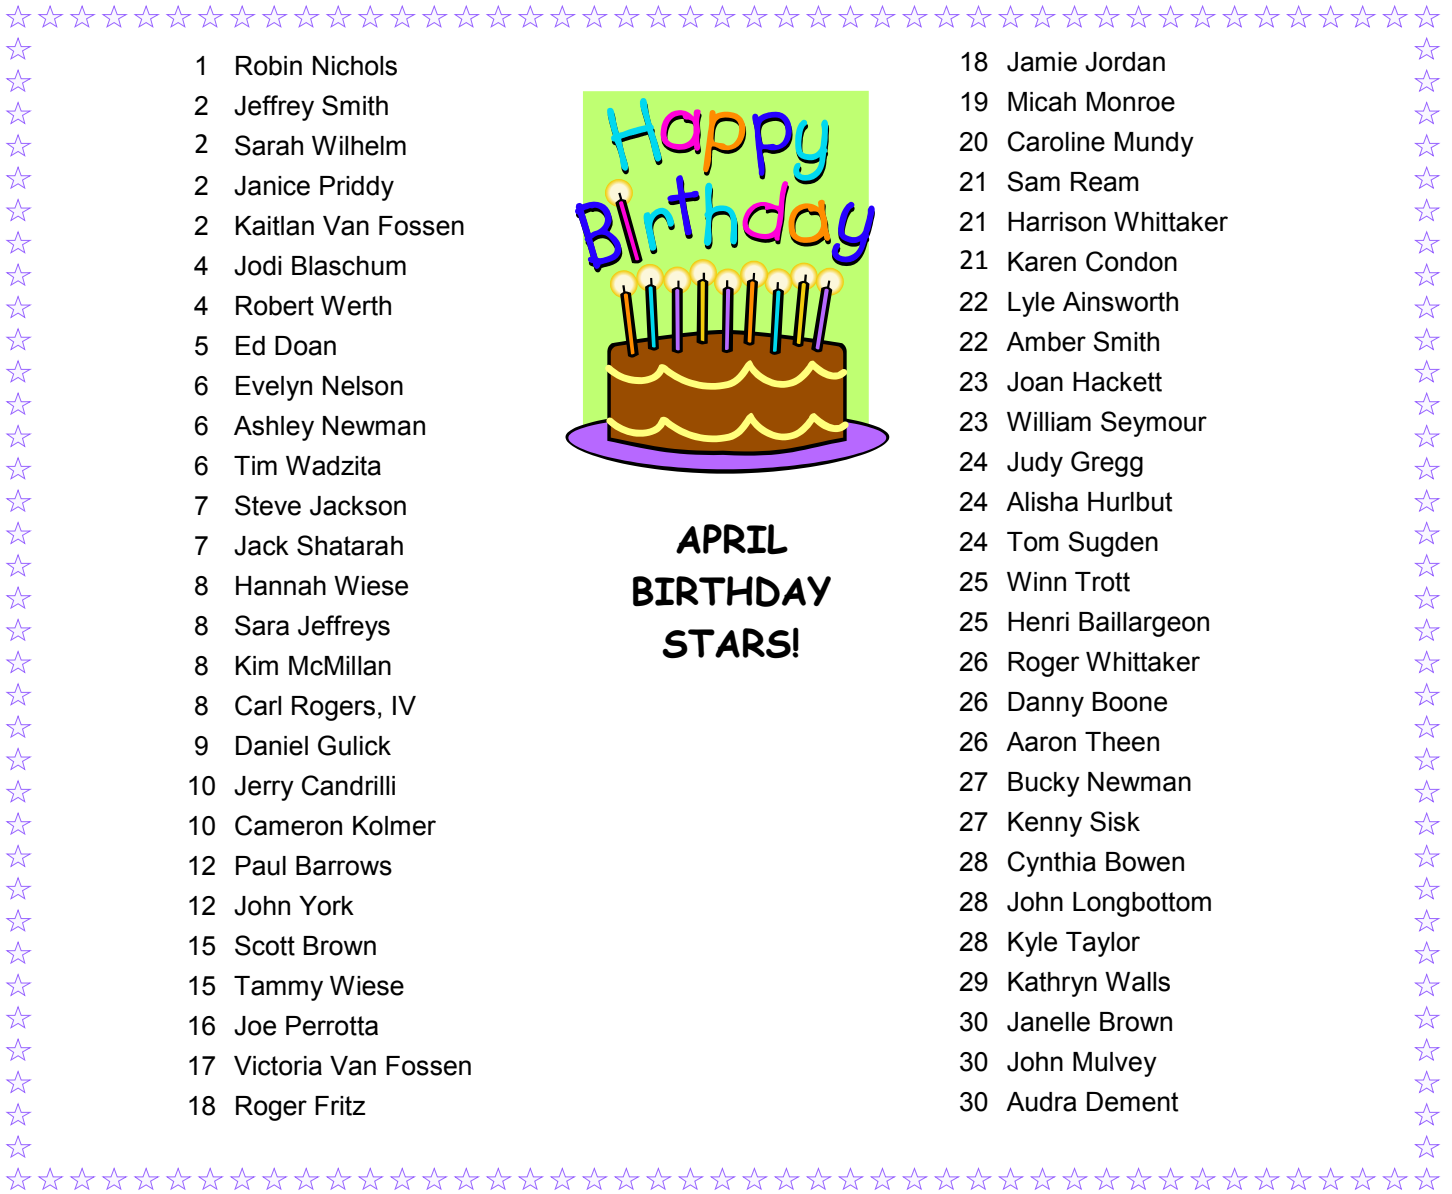 1 Robin Nichols
2 Jeffrey Smith
2 Sarah Wilhelm
2 Janice Priddy
2 Kaitlan Van Fossen
4 Jodi Blaschum
4 Robert Werth
5 Ed Doan
6 Evelyn Nelson
6 Ashley Newman
6 Tim Wadzita
7 Steve Jackson
7 Jack Shatarah
8 Hannah Wiese
8 Sara Jeffreys
8 Kim McMillan
8 Carl Rogers, IV
9 Daniel Gulick
10 Jerry Candrilli
10 Cameron Kolmer
12 Paul Barrows
12 John York
15 Scott Brown
15 Tammy Wiese
16 Joe Perrotta
17 Victoria Van Fossen
18 Roger Fritz
Happy
Birthday
APRIL
BIRTHDAY
STARS!
18 Jamie Jordan
19 Micah Monroe
20 Caroline Mundy
21 Sam Ream
21 Harrison Whittaker
21 Karen Condon
22 Lyle Ainsworth
22 Amber Smith
23 Joan Hackett
23 William Seymour
24 Judy Gregg
24 Alisha Hurlbut
24 Tom Sugden
25 Winn Trott
25 Henri Baillargeon
26 Roger Whittaker
26 Danny Boone
26 Aaron Theen
27 Bucky Newman
27 Kenny Sisk
28 Cynthia Bowen
28 John Longbottom
28 Kyle Taylor
29 Kathryn Walls
30 Janelle Brown
30 John Mulvey
30 Audra Dement